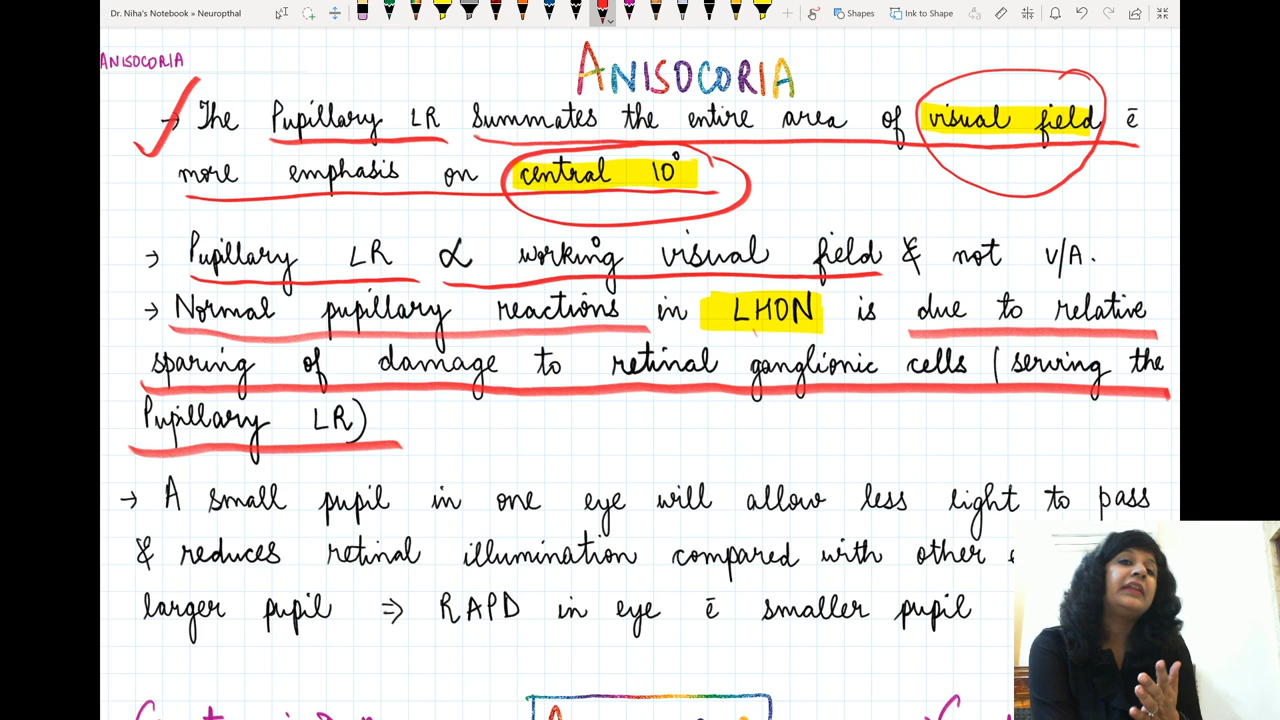 Dr. Niha's Notebook » Neuropthal
Shapes
Ink to Shape
ANISOCORIA
ANISOCORIA
→ The Pupillary LR Summates the entire area of visual field c̄
more emphasis on central 10°
→ Pupillary LR ∝ working visual field & not V/A.
→ Normal pupillary reactions in LHON is due to relative
sparing of damage to retinal ganglionic cells (serving the
Pupillary LR)
→ A small pupil in one eye will allow less light to pass
& reduces retinal illumination compared with other
larger pupil ⇒ RAPD in eye c̄ smaller pupil